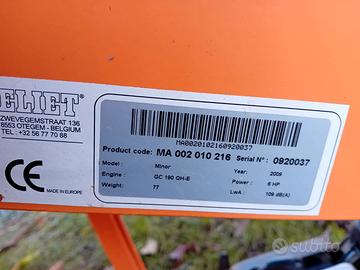 ELIET
ZWEVEGEMSTRAAT 136
8553 OTEGEM - BELGIUM
TEL : +32 56 77 70 88
CE
MADE IN EUROPE
MA0020102160920037
Product code: MA 002 010 216 Serial N° : 0920037
Model : Minor Year : 2009
Engine : GC 190 QH-E Power : 6 HP
Weight : 77 LwA : 109 dB(A)
subito